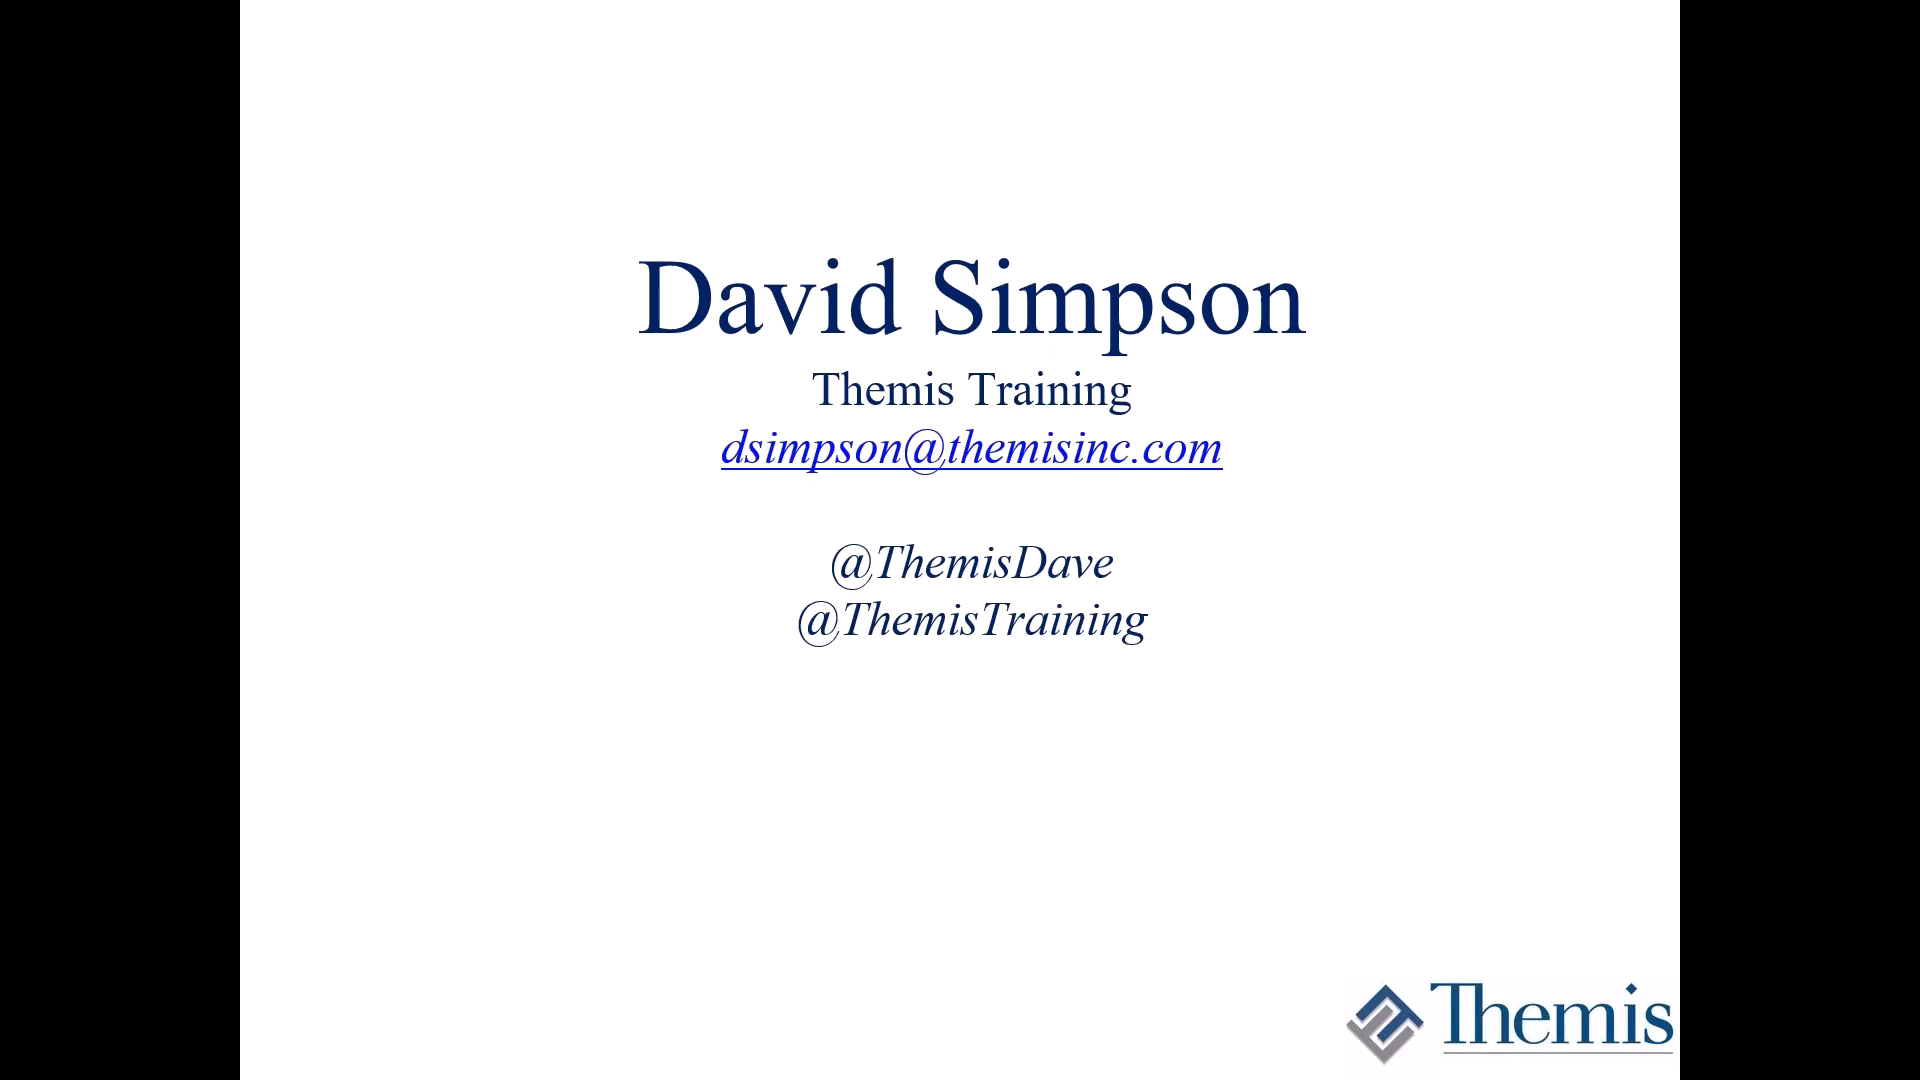 David Simpson
Themis Training
dsimpson@themisinc.com
@ThemisDave
@ThemisTraining
Themis